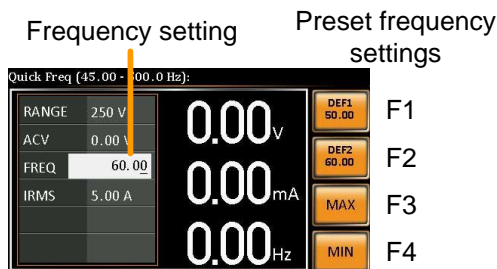 Frequency setting
Preset frequency
settings
Quick Freq (45.00 - 500.0 Hz):
RANGE 250 V
ACV 0.00 V
FREQ 60.00
IRMS 5.00 A
0.00V
0.00mA
0.00Hz
DEF1
50.00
F1
DEF2
60.00
F2
MAX F3
MIN F4